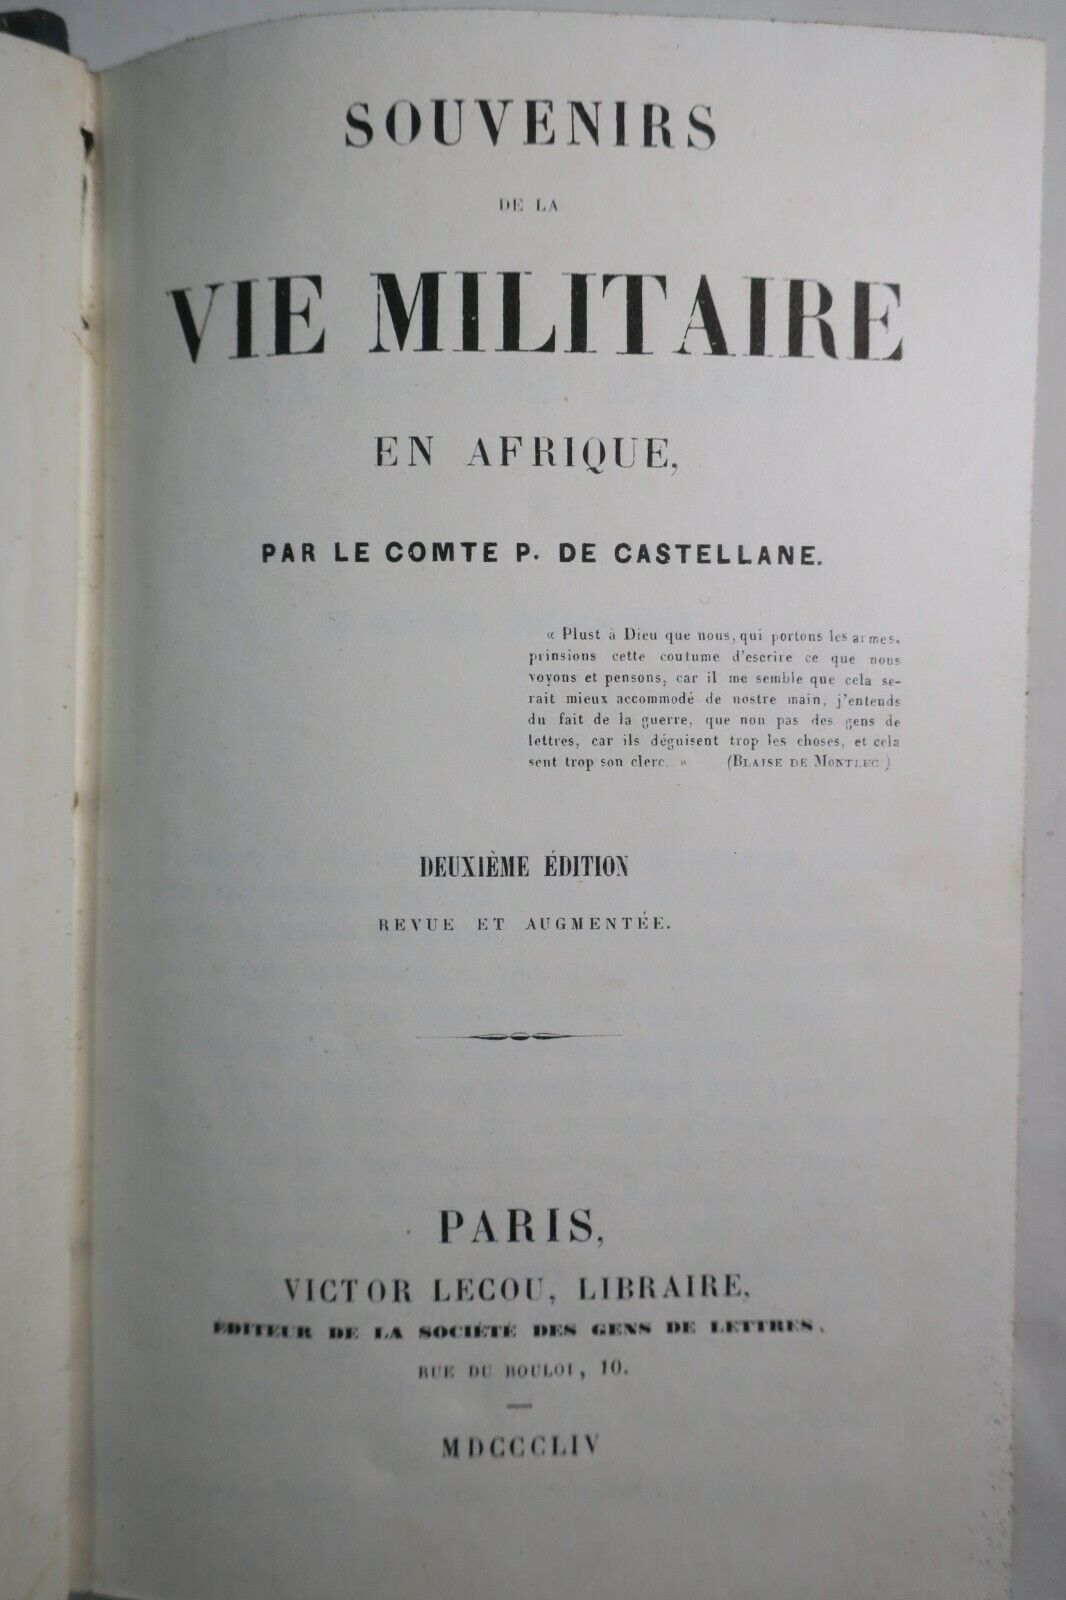 SOUVENIRS
DE LA
VIE MILITAIRE
EN AFRIQUE,
PAR LE COMTE P. DE CASTELLANE.
« Plust à Dieu que nous, qui portons les armes,
prinsions cette coutume d'escrire ce que nous
voyons et pensons, car il me semble que cela se-
rait mieux accommodé de nostre main, j'entends
du fait de la guerre, que non pas des gens de
lettres, car ils déguisent trop les choses, et cela
sent trop son clerc. » (BLAISE DE MONTLUC)
DEUXIÈME ÉDITION
REVUE ET AUGMENTÉE.
PARIS,
VICTOR LECOU, LIBRAIRE,
ÉDITEUR DE LA SOCIÉTÉ DES GENS DE LETTRES.
RUE DU BOULOI, 10.
MDCCCLIV